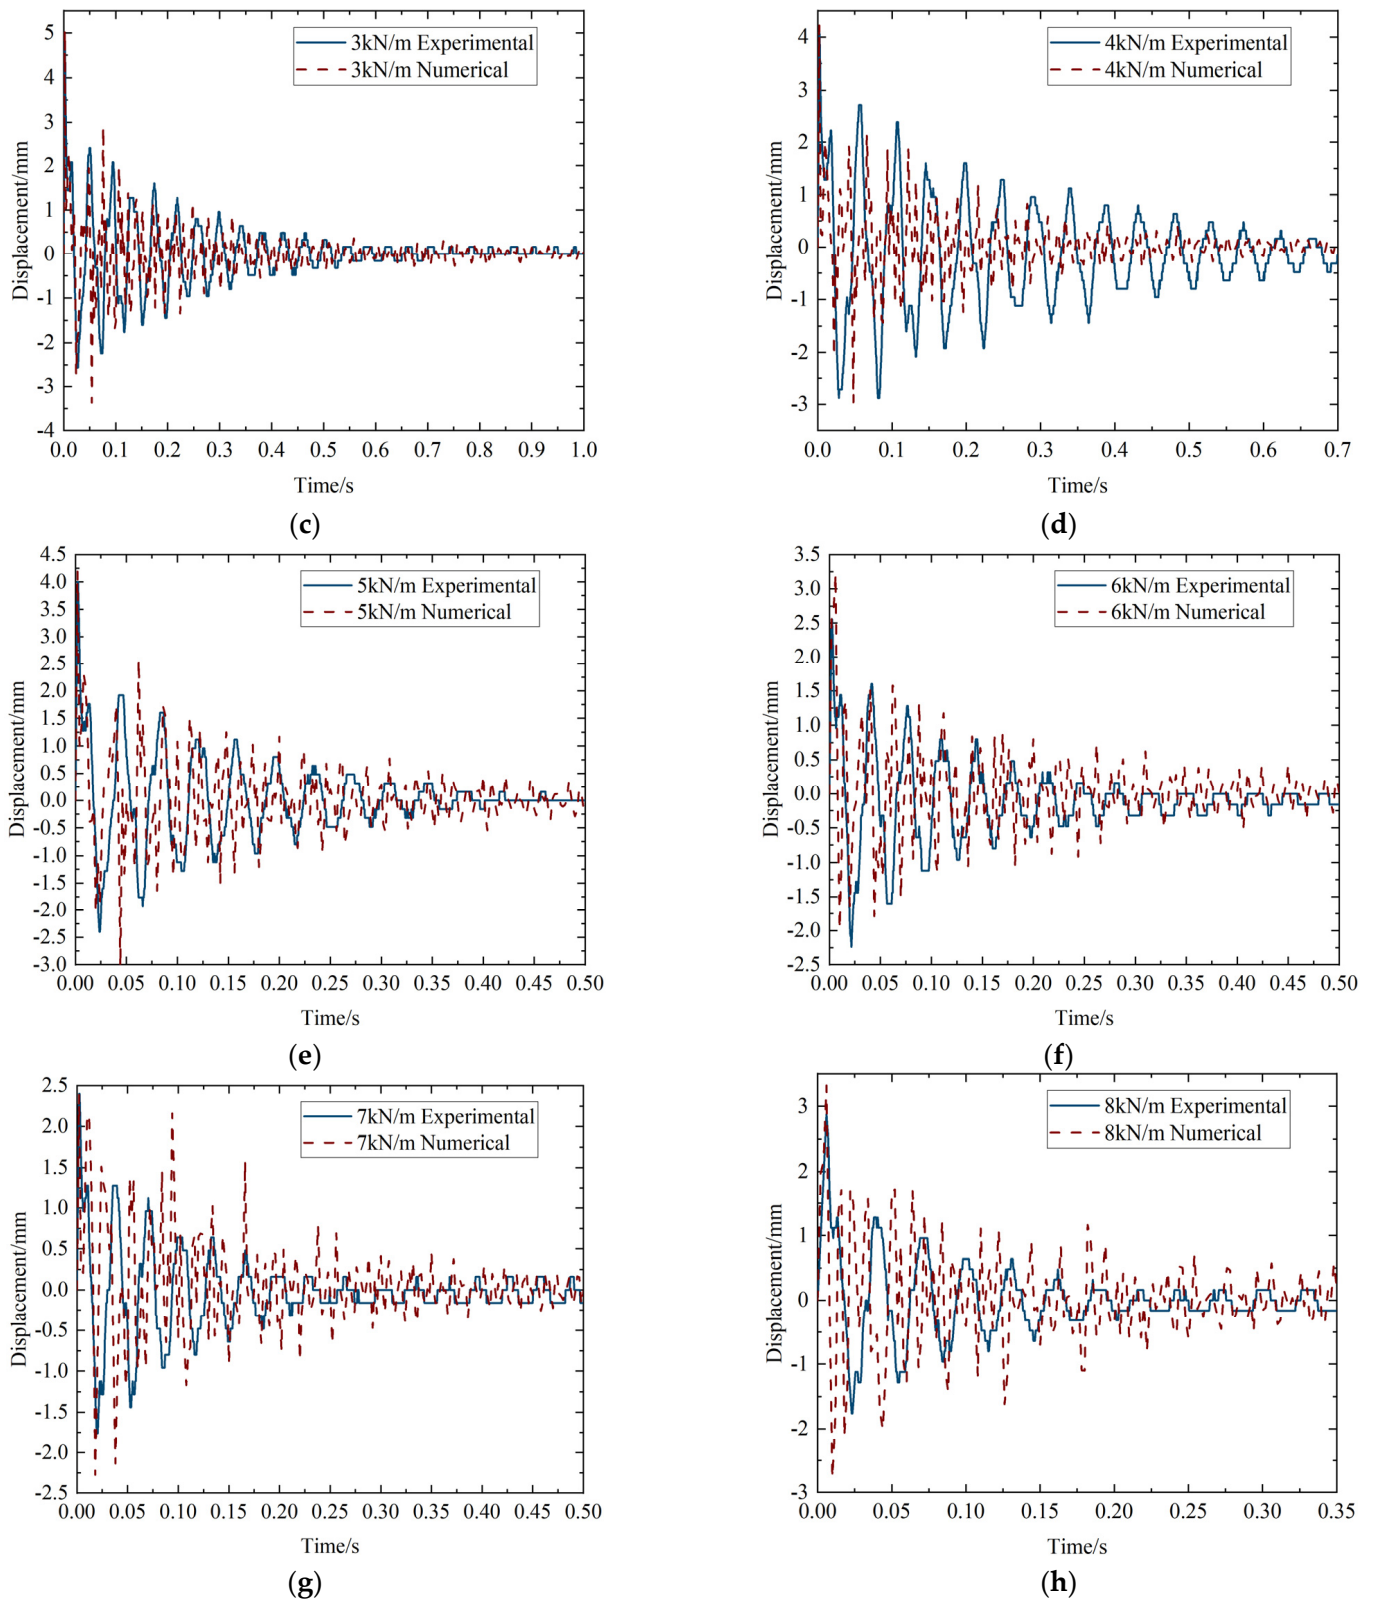 5
4
3
2
1
0
-1
-2
-3
-4
Displacement/mm
3kN/m Experimental
3kN/m Numerical
0.0 0.1 0.2 0.3 0.4 0.5 0.6 0.7 0.8 0.9 1.0
Time/s
(c)
4
3
2
1
0
-1
-2
-3
Displacement/mm
4kN/m Experimental
4kN/m Numerical
0.0 0.1 0.2 0.3 0.4 0.5 0.6 0.7
Time/s
(d)
4.5
4.0
3.5
3.0
2.5
2.0
1.5
1.0
0.5
0.0
-0.5
-1.0
-1.5
-2.0
-2.5
-3.0
Displacement/mm
5kN/m Experimental
5kN/m Numerical
0.00 0.05 0.10 0.15 0.20 0.25 0.30 0.35 0.40 0.45 0.50
Time/s
(e)
3.5
3.0
2.5
2.0
1.5
1.0
0.5
0.0
-0.5
-1.0
-1.5
-2.0
-2.5
Displacement/mm
6kN/m Experimental
6kN/m Numerical
0.00 0.05 0.10 0.15 0.20 0.25 0.30 0.35 0.40 0.45 0.50
Time/s
(f)
2.5
2.0
1.5
1.0
0.5
0.0
-0.5
-1.0
-1.5
-2.0
-2.5
Displacement/mm
7kN/m Experimental
7kN/m Numerical
0.00 0.05 0.10 0.15 0.20 0.25 0.30 0.35 0.40 0.45 0.50
Time/s
(g)
3
2
1
0
-1
-2
-3
Displacement/mm
8kN/m Experimental
8kN/m Numerical
0.00 0.05 0.10 0.15 0.20 0.25 0.30 0.35
Time/s
(h)